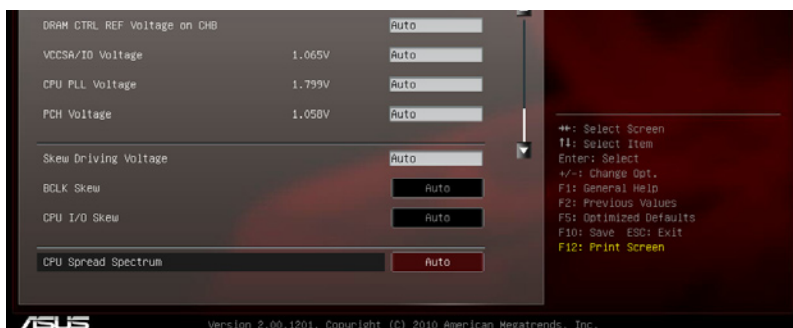 DRAM CTRL REF Voltage on CHB Auto
VCCSA/IO Voltage 1.065V Auto
CPU PLL Voltage 1.799V Auto
PCH Voltage 1.058V Auto
Skew Driving Voltage Auto
BCLK Skew Auto
CPU I/O Skew Auto
CPU Spread Spectrum Auto
→←: Select Screen
↑↓: Select Item
Enter: Select
+/-: Change Opt.
F1: General Help
F2: Previous Values
F5: Optimized Defaults
F10: Save ESC: Exit
F12: Print Screen
ASUS
Version 2.00.1201. Copyright (C) 2010 American Megatrends, Inc.